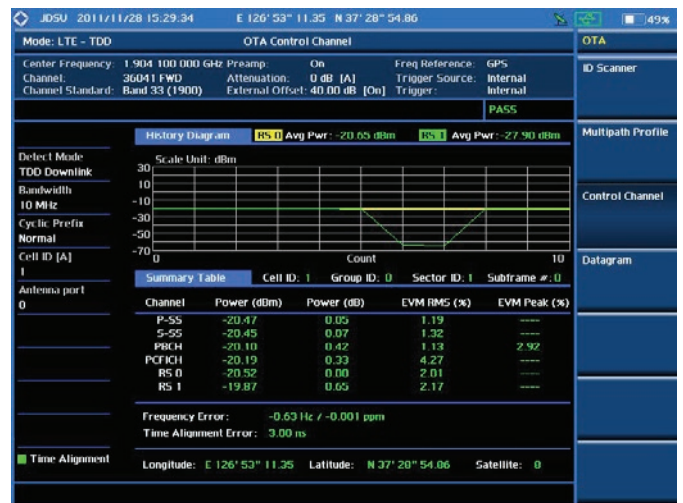 JDSU 2011/11/28 15:29:34 E 126°53'' 11.35 N 37°28'' 54.86 49%
Mode: LTE - TDD OTA Control Channel OTA
Center Frequency: 1.904 100 000 GHz Preamp: On Freq Reference: GPS
Channel: 36041 FWD Attenuation: 0 dB [A] Trigger Source: Internal
Channel Standard: Band 33 (1900) External Offset: 40.00 dB [On] Trigger: Internal
ID Scanner
PASS
History Diagram RS 0 Avg Pwr: -20.65 dBm RS 1 Avg Pwr: -27.90 dBm
Multipath Profile
Detect Mode
TDD Downlink
Scale Unit: dBm
30
10
-10
-30
-50
-70
0 Count 10
Bandwidth
10 MHz
Control Channel
Cyclic Prefix
Normal
Cell ID [A]
1
Datagram
Antenna port
0
Summary Table Cell ID: 1 Group ID: 0 Sector ID: 1 Subframe #: 0
Channel Power (dBm) Power (dB) EVM RMS (%) EVM Peak (%)
P-SS -20.47 0.05 1.19 ----
S-SS -20.45 0.07 1.32 ----
PBCH -20.10 0.42 1.13 2.92
PCFICH -20.19 0.33 4.27 ----
RS 0 -20.52 0.00 2.01 ----
RS 1 -19.87 0.65 2.17 ----
Frequency Error: -0.63 Hz / -0.001 ppm
Time Alignment Error: 3.00 ns
Time Alignment
Longitude: E 126°53'' 11.35 Latitude: N 37°28'' 54.86 Satellite: 8